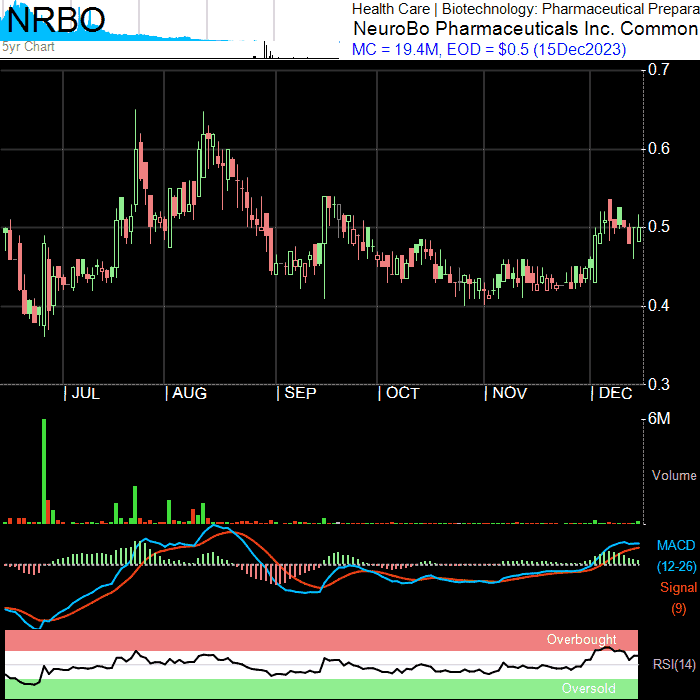 NRBO
5yr Chart
Health Care | Biotechnology: Pharmaceutical Prepara
NeuroBo Pharmaceuticals Inc. Common
MC = 19.4M, EOD = $0.5 (15Dec2023)
0.7
0.6
0.5
0.4
0.3
| JUL | AUG | SEP | OCT | NOV | DEC
6M
Volume
MACD
(12-26)
Signal
(9)
Overbought
RSI(14)
Oversold